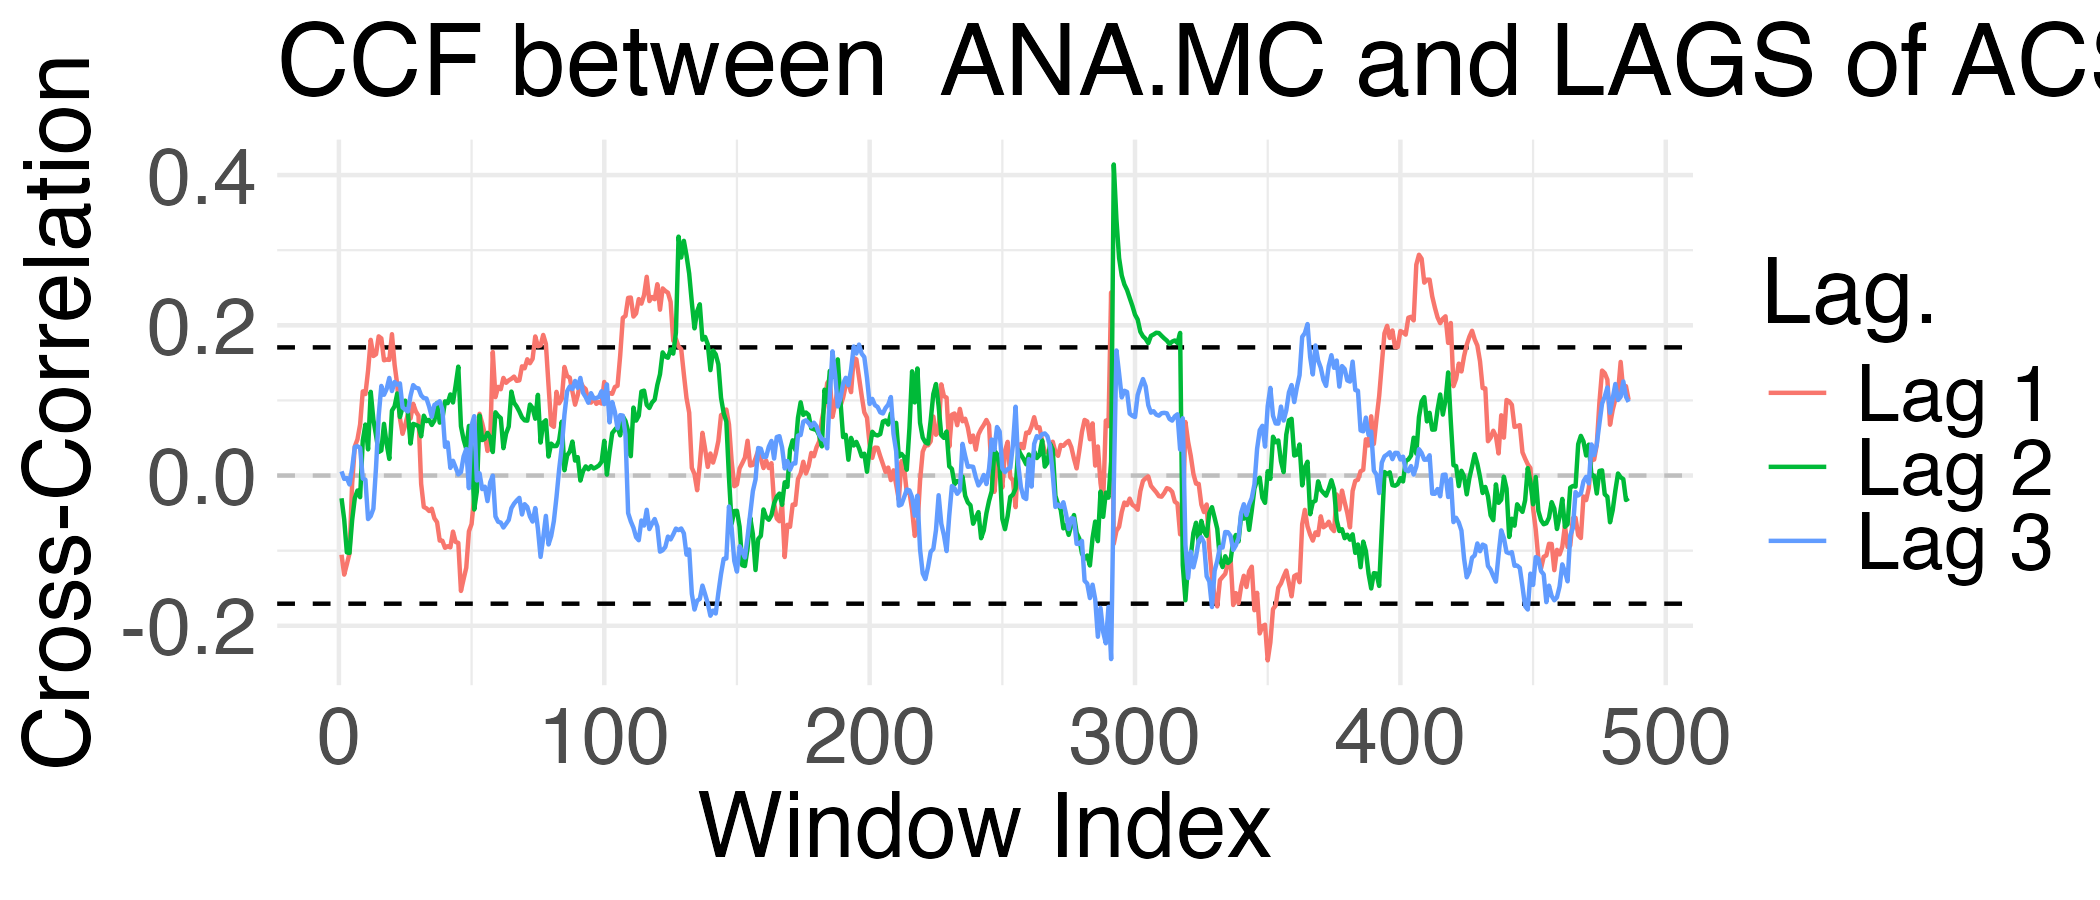 CCF between  ANA.MC and LAGS of ACS
Cross-Correlation
0.4
0.2
0.0
-0.2
0 100 200 300 400 500
Window Index
Lag.
Lag 1
Lag 2
Lag 3